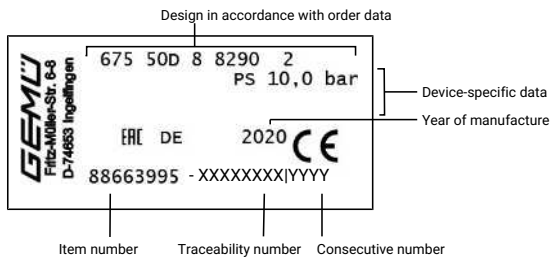 Design in accordance with order data
GEMÜ
Fritz-Müller-Str. 6-8
D-74653 Ingelfingen
675 50D 8 8290 2
PS 10,0 bar
Device-specific data
Year of manufacture
EAC DE 2020 CE
88663995 - XXXXXXXX|YYYY
Item number Traceability number Consecutive number